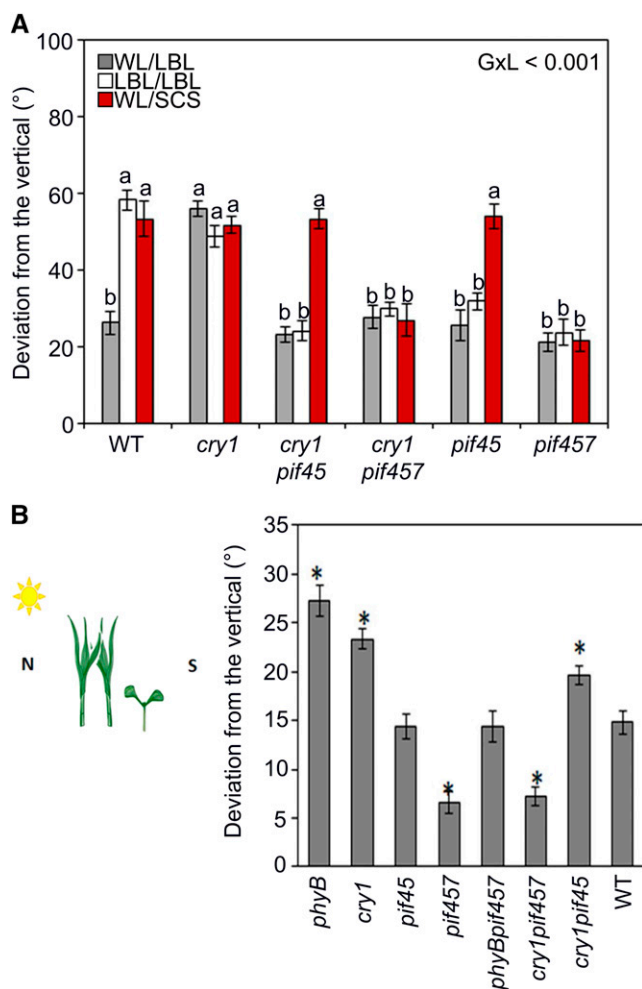 A
Deviation from the vertical (°)
100
80
60
40
20
0
WL/LBL
LBL/LBL
WL/SCS
GxL < 0.001
b a a
a a a
b b a
b b b
b b a
b b b
WT cry1 cry1 cry1 pif45 pif457
pif45 pif457
B
N S
Deviation from the vertical (°)
35
30
25
20
15
10
5
0
* * * * *
phyB
cry1
pif45
pif457
phyBpif457
cry1pif457
cry1pif45
WT